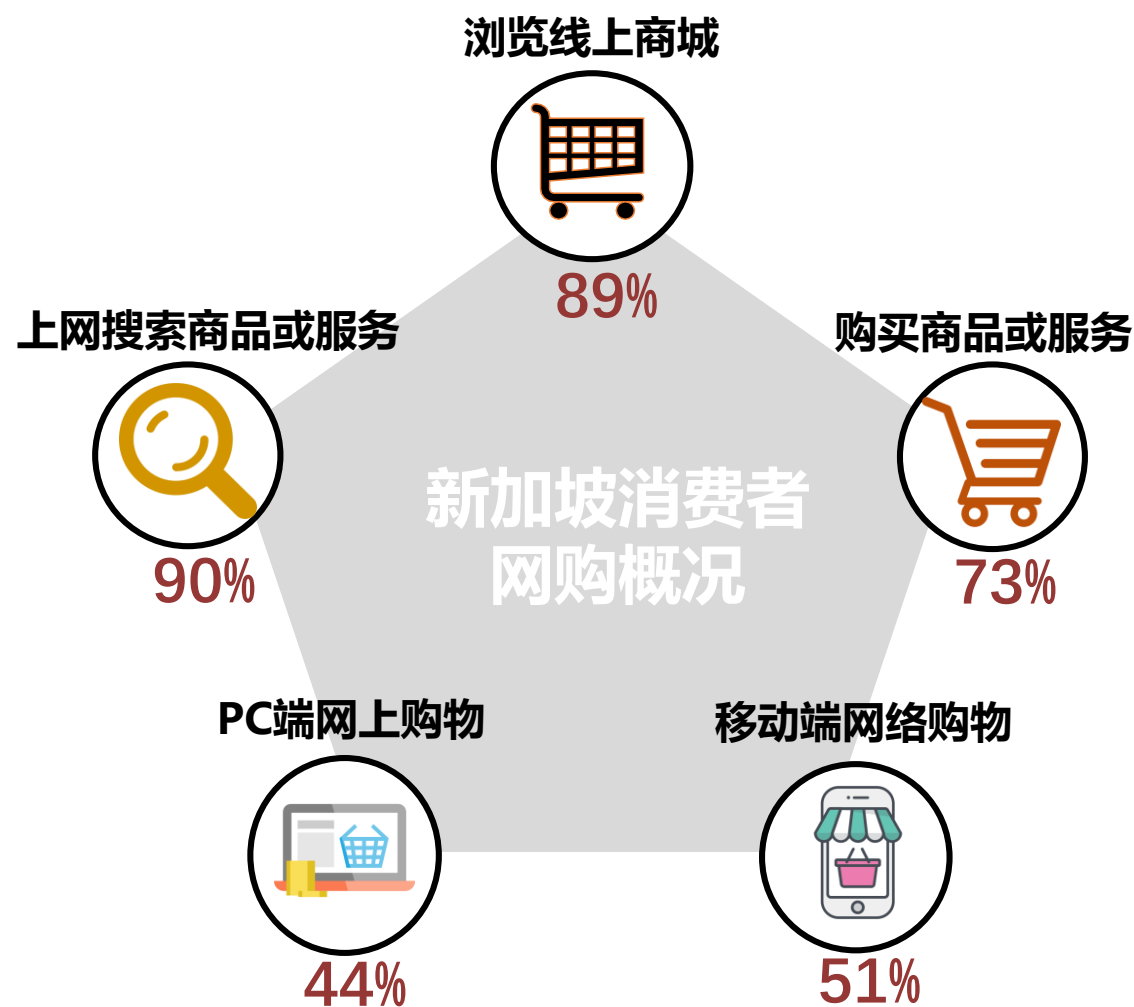 浏览线上商城
89%
上网搜索商品或服务
90%
购买商品或服务
73%
新加坡消费者
网购概况
PC端网上购物
44%
移动端网络购物
51%